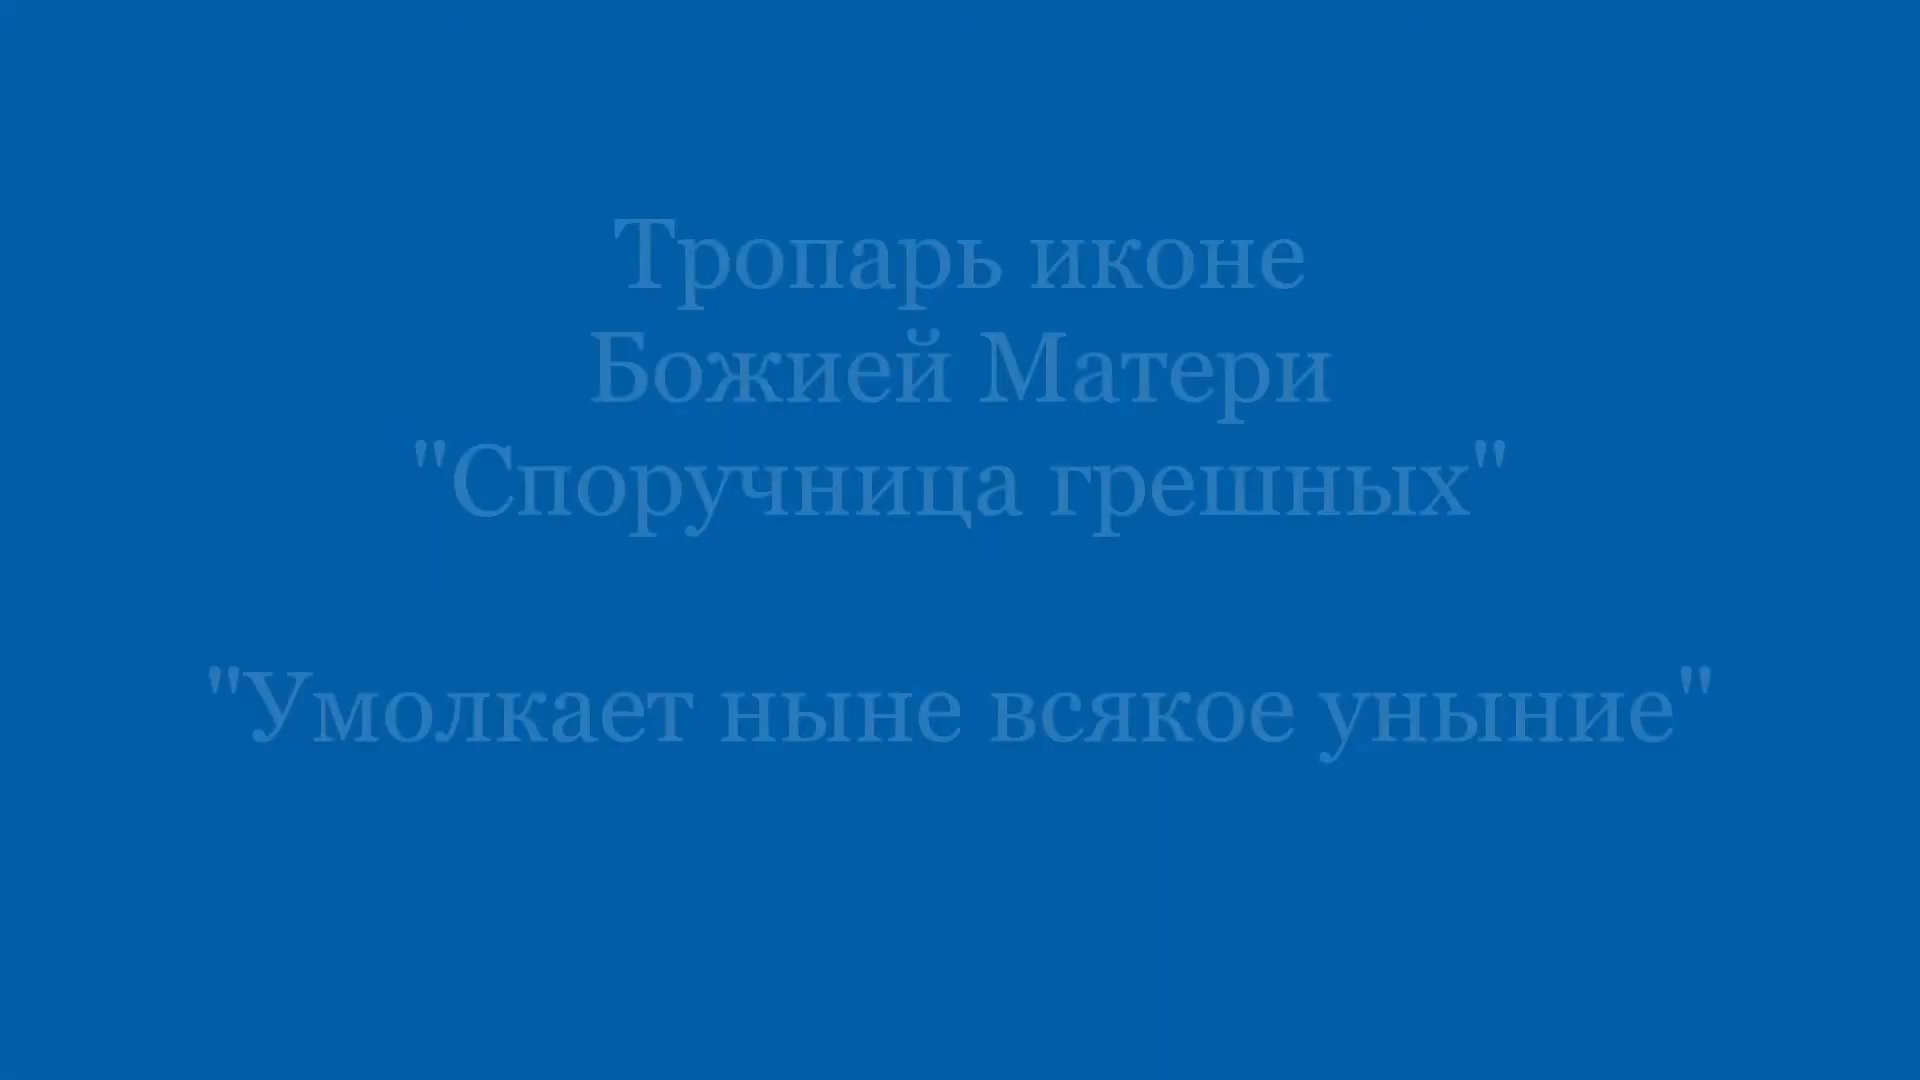 Тропарь иконе
Божией Матери
"Споручница грешных"
"Умолкает ныне всякое уныние"